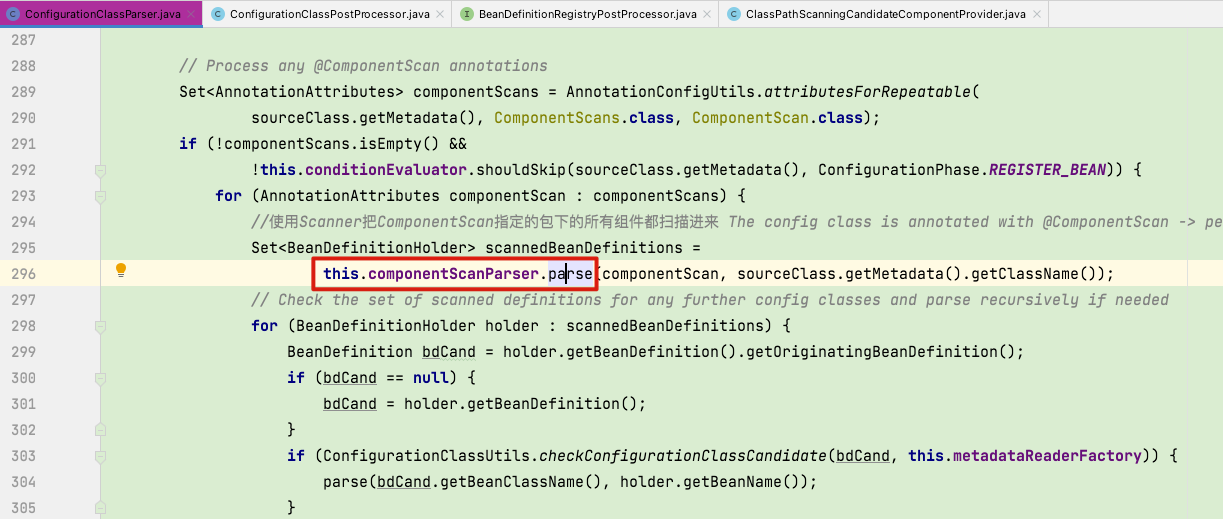 ConfigurationClassParser.java ConfigurationClassPostProcessor.java BeanDefinitionRegistryPostProcessor.java ClassPathScanningCandidateComponentProvider.java
287
288 // Process any @ComponentScan annotations
289 Set<AnnotationAttributes> componentScans = AnnotationConfigUtils.attributesForRepeatable(
290 sourceClass.getMetadata(), ComponentScans.class, ComponentScan.class);
291 if (!componentScans.isEmpty() &&
292 !this.conditionEvaluator.shouldSkip(sourceClass.getMetadata(), ConfigurationPhase.REGISTER_BEAN)) {
293 for (AnnotationAttributes componentScan : componentScans) {
294 //使用Scanner把ComponentScan指定的包下的所有组件都扫描进来 The config class is annotated with @ComponentScan -> pe
295 Set<BeanDefinitionHolder> scannedBeanDefinitions =
296 this.componentScanParser.parse(componentScan, sourceClass.getMetadata().getClassName());
297 // Check the set of scanned definitions for any further config classes and parse recursively if needed
298 for (BeanDefinitionHolder holder : scannedBeanDefinitions) {
299 BeanDefinition bdCand = holder.getBeanDefinition().getOriginatingBeanDefinition();
300 if (bdCand == null) {
301 bdCand = holder.getBeanDefinition();
302 }
303 if (ConfigurationClassUtils.checkConfigurationClassCandidate(bdCand, this.metadataReaderFactory)) {
304 parse(bdCand.getBeanClassName(), holder.getBeanName());
305 }